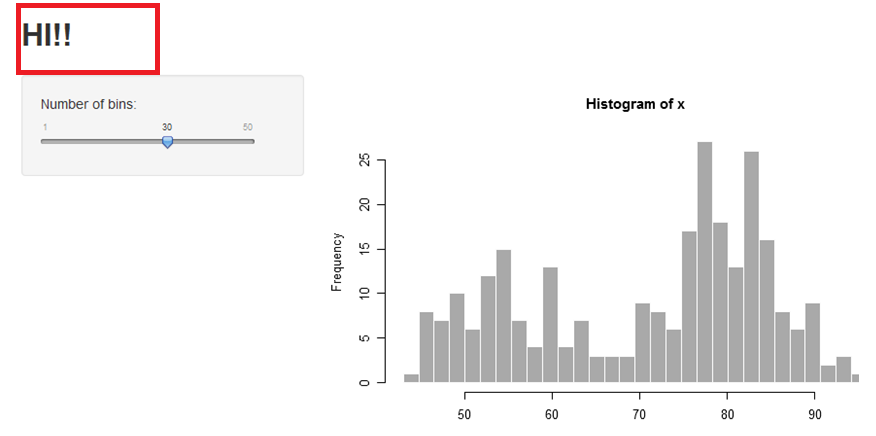 HI!!
Number of bins:
1 30 50
Histogram of x
Frequency
25
20
15
10
5
0
50 60 70 80 90